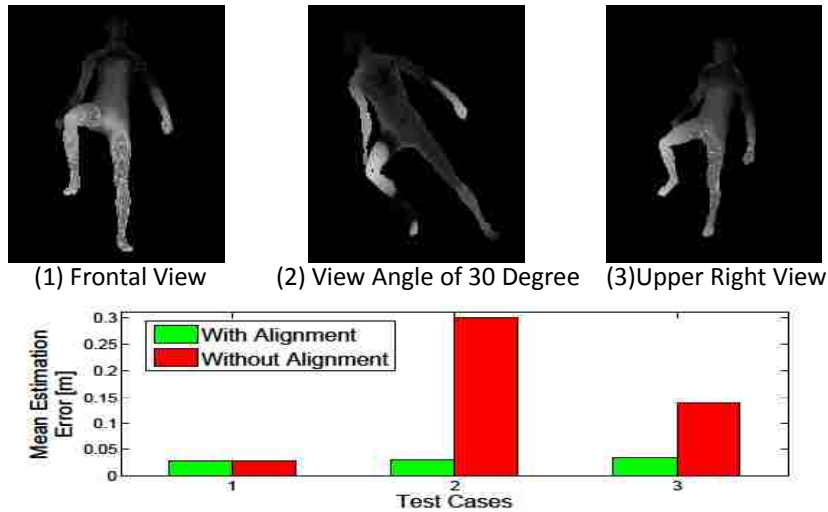 (1) Frontal View
(2) View Angle of 30 Degree
(3)Upper Right View
Mean Estimation
Error [m]
0.3
0.25
0.2
0.15
0.1
0.05
0
With Alignment
Without Alignment
1
2
3
Test Cases